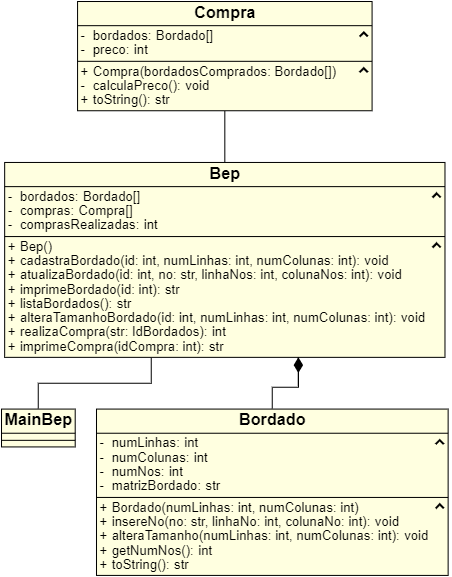 Compra
- bordados: Bordado[]
- preco: int
+ Compra(bordadosComprados: Bordado[])
- calculaPreco(): void
+ toString(): str
Bep
- bordados: Bordado[]
- compras: Compra[]
- comprasRealizadas: int
+ Bep()
+ cadastraBordado(id: int, numLinhas: int, numColunas: int): void
+ atualizaBordado(id: int, no: str, linhaNos: int, colunaNos: int): void
+ imprimeBordado(id: int): str
+ listaBordados(): str
+ alteraTamanhoBordado(id: int, numLinhas: int, numColunas: int): void
+ realizaCompra(str: IdBordados): int
+ imprimeCompra(idCompra: int): str
MainBep
Bordado
- numLinhas: int
- numColunas: int
- numNos: int
- matrizBordado: str
+ Bordado(numLinhas: int, numColunas: int)
+ insereNo(no: str, linhaNo: int, colunaNo: int): void
+ alteraTamanho(numLinhas: int, numColunas: int): void
+ getNumNos(): int
+ toString(): str